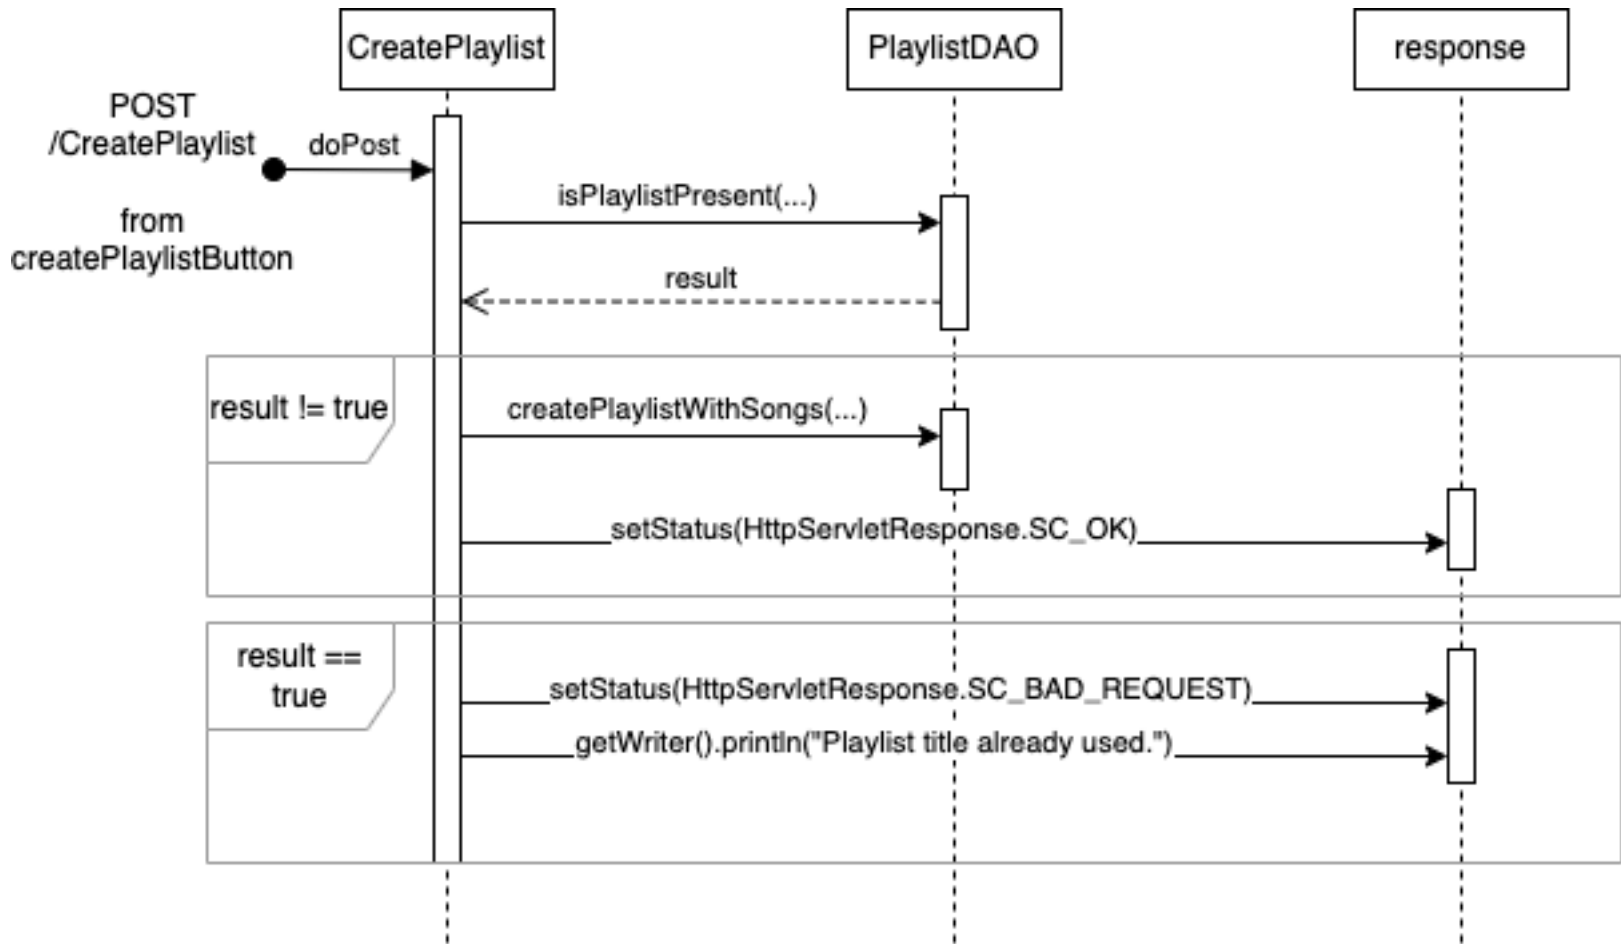 CreatePlaylist
PlaylistDAO
response
POST
/CreatePlaylist
doPost
from
createPlaylistButton
isPlaylistPresent(...)
result
result != true
createPlaylistWithSongs(...)
setStatus(HttpServletResponse.SC_OK)
result ==
true
setStatus(HttpServletResponse.SC_BAD_REQUEST)
getWriter().println("Playlist title already used.")